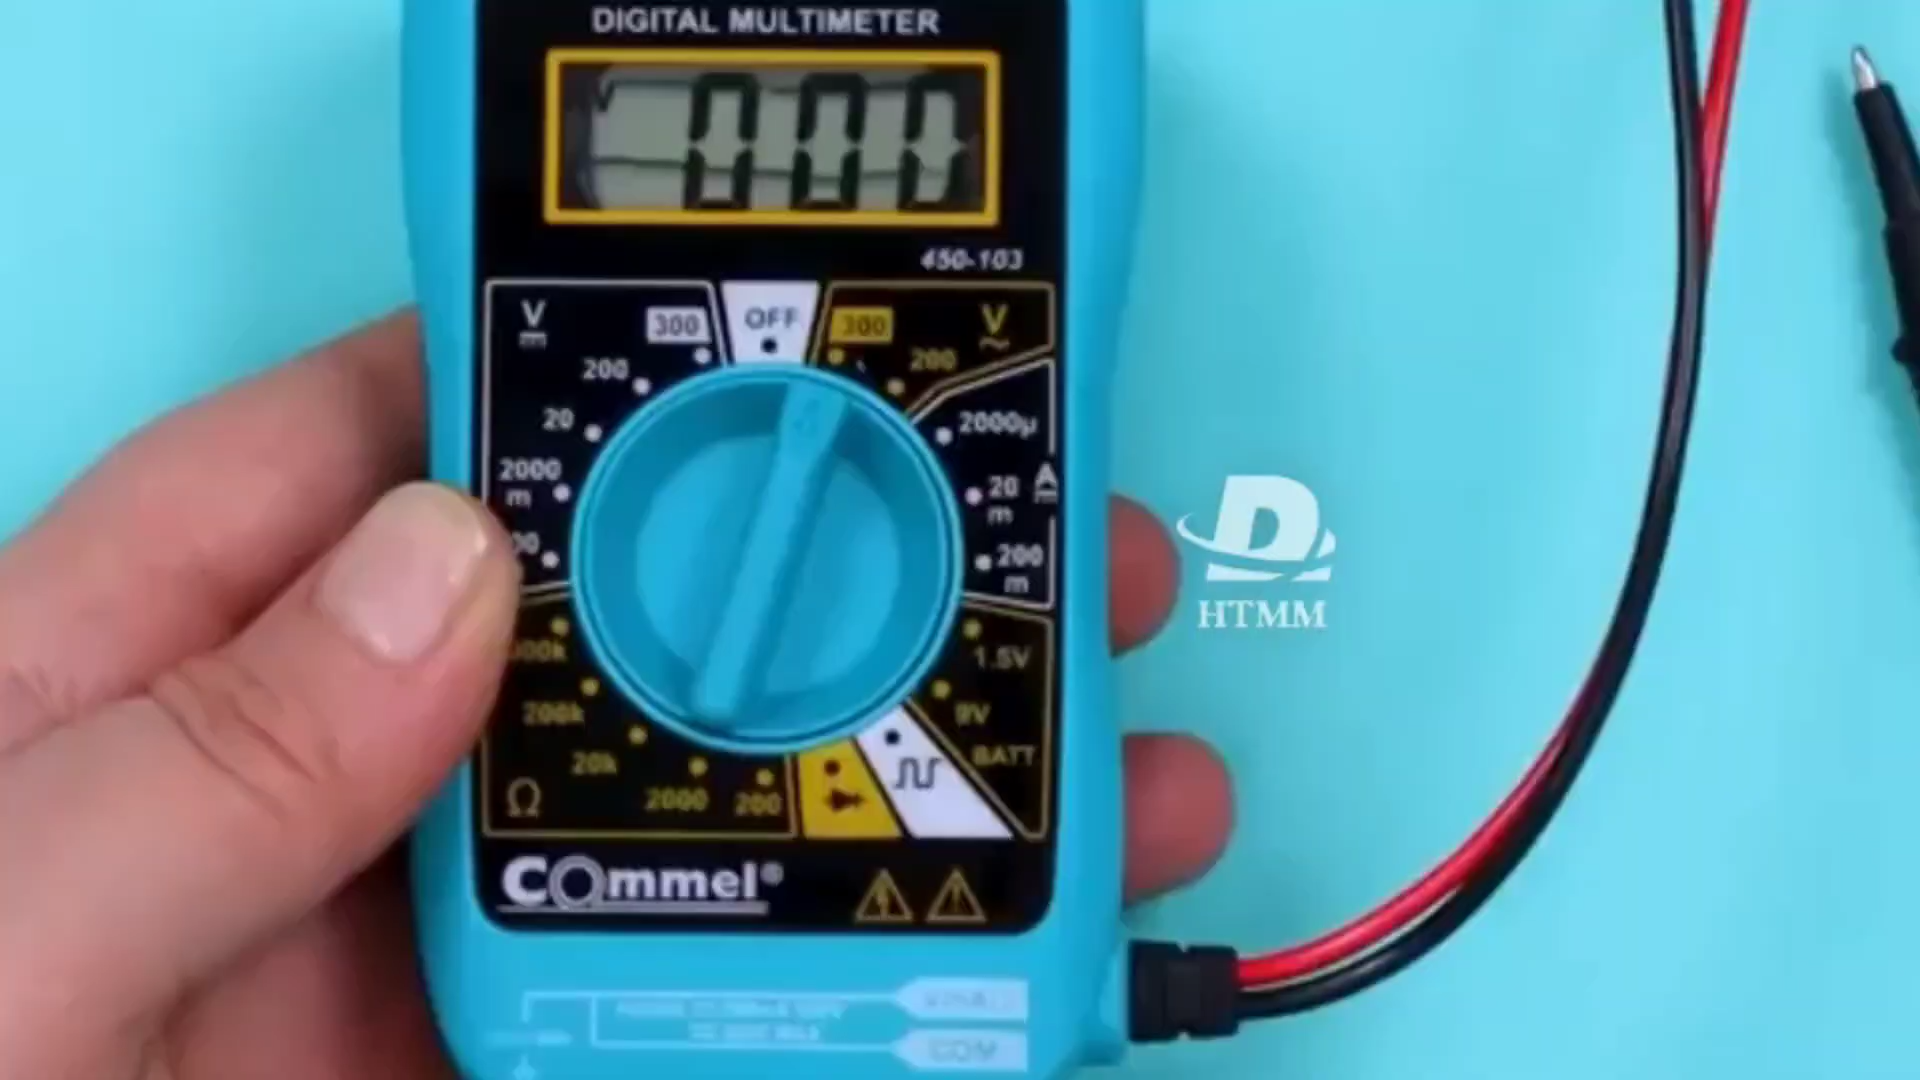 DIGITAL MULTIMETER
000
450-103
V
300
OFF
300
V
200
200
20
2000µ
2000
m
20
m
A
200
m
1.5V
200k
9V
20k
BATT
Ω
2000
200
Commel®
COM
HTMM